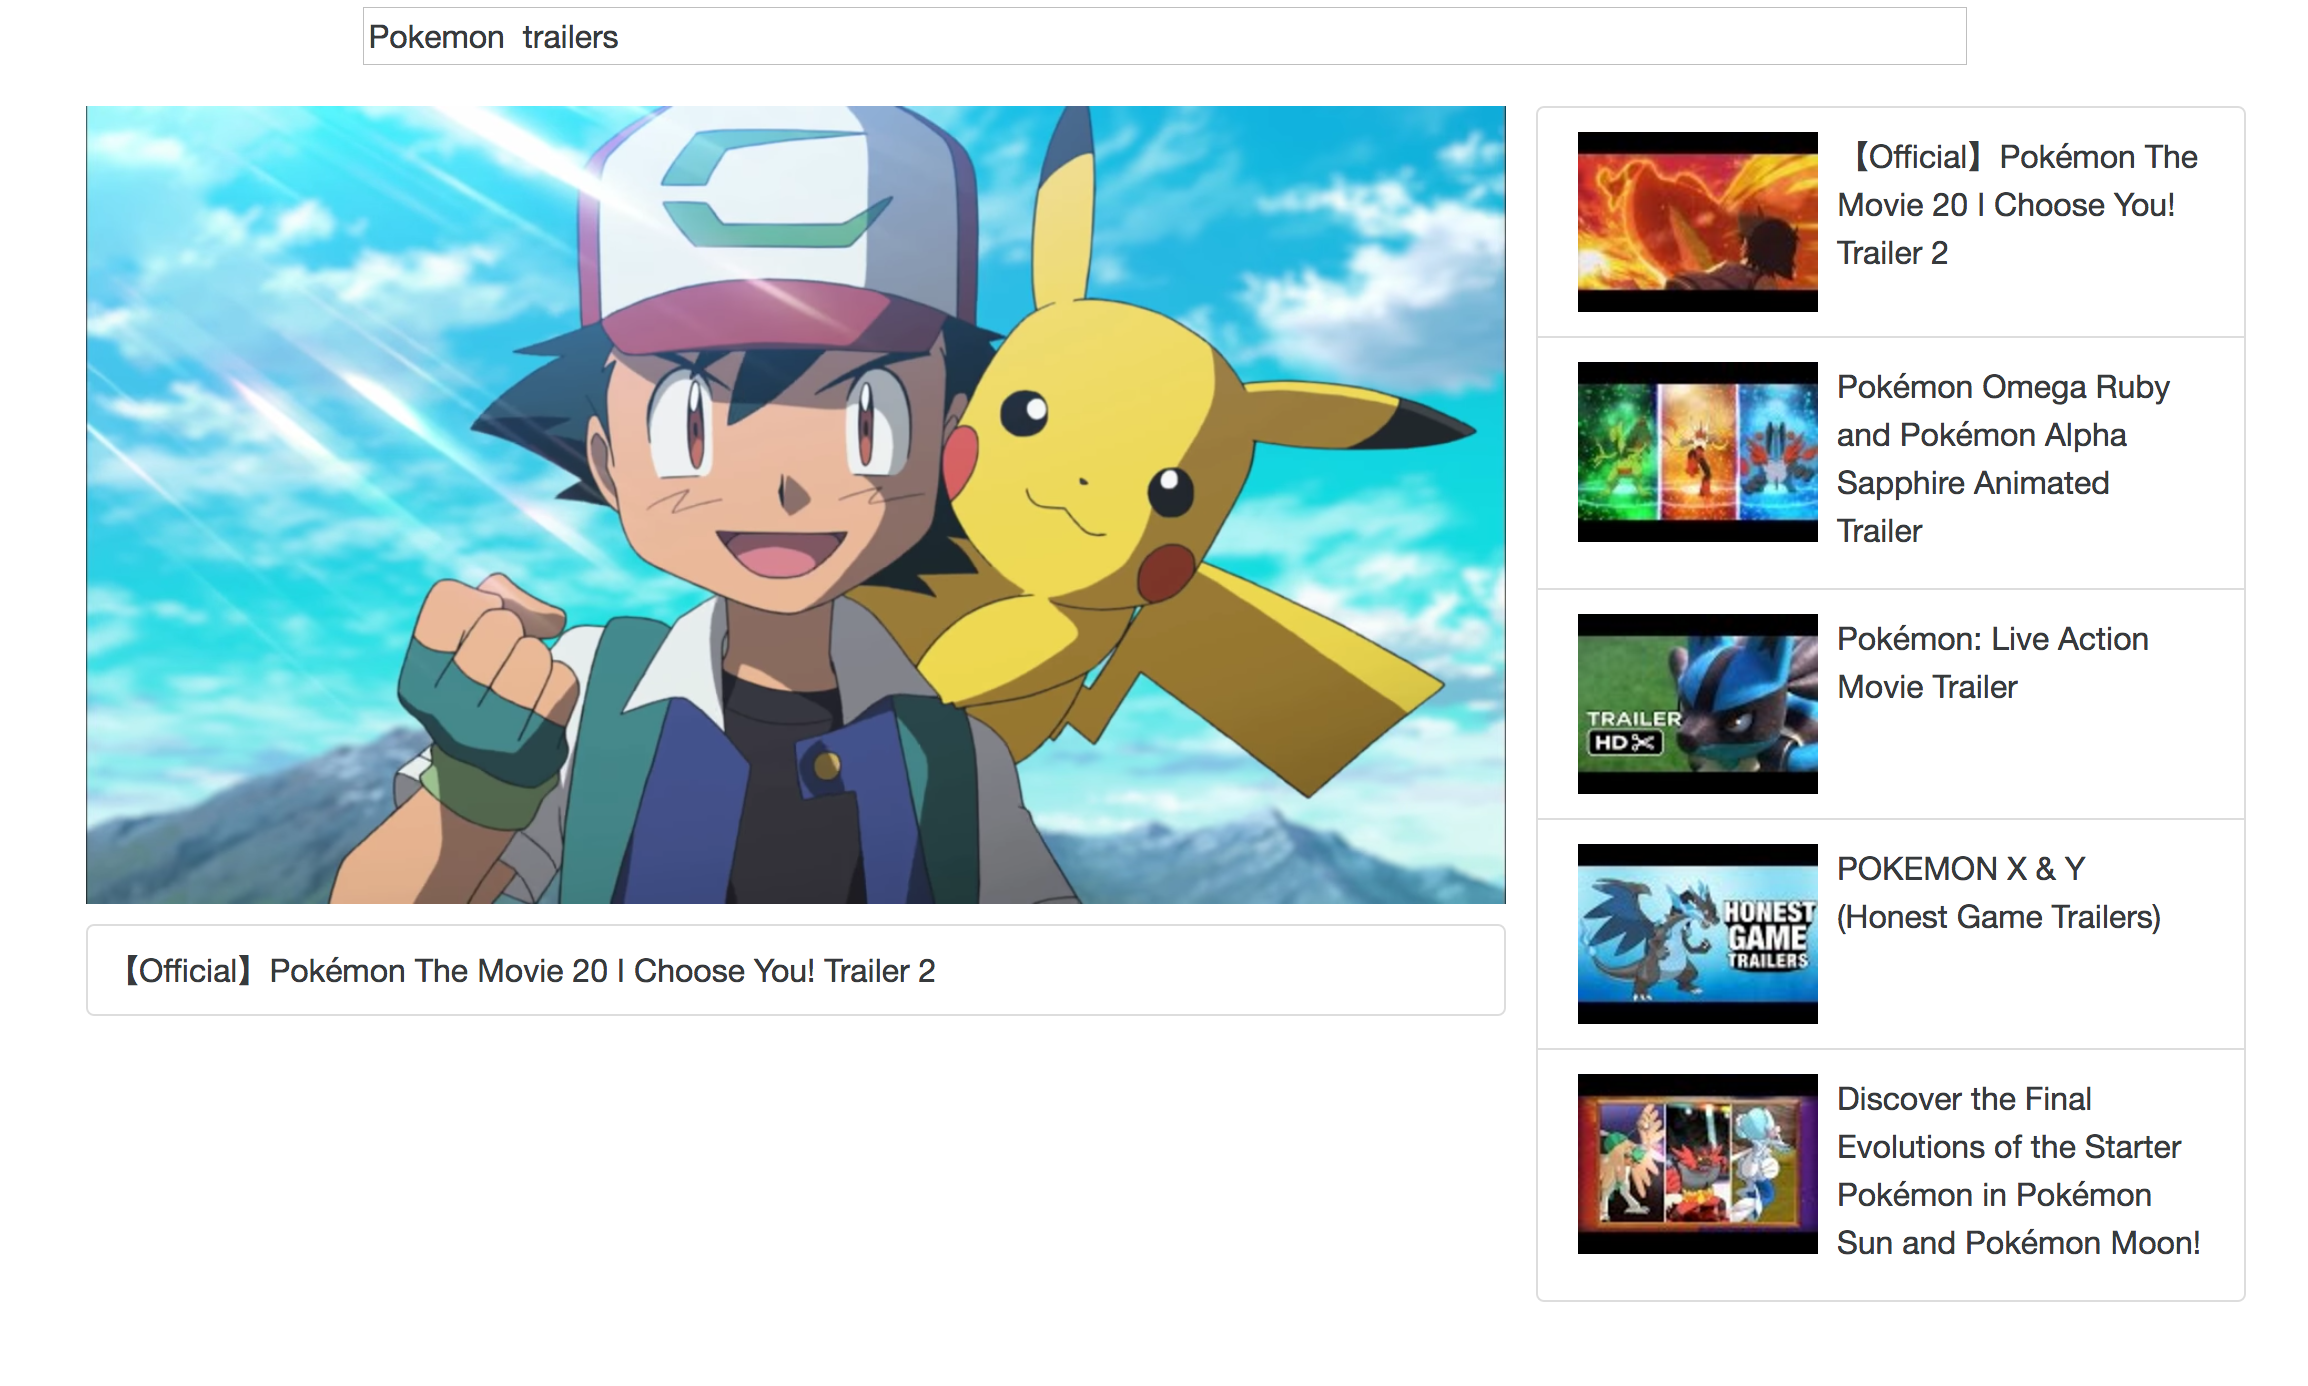 Pokemon  trailers
【Official】Pokémon The Movie 20 I Choose You! Trailer 2
【Official】Pokémon The
Movie 20 I Choose You!
Trailer 2
Pokémon Omega Ruby
and Pokémon Alpha
Sapphire Animated
Trailer
TRAILER
HD
Pokémon: Live Action
Movie Trailer
HONEST
GAME
TRAILERS
POKEMON X & Y
(Honest Game Trailers)
Discover the Final
Evolutions of the Starter
Pokémon in Pokémon
Sun and Pokémon Moon!